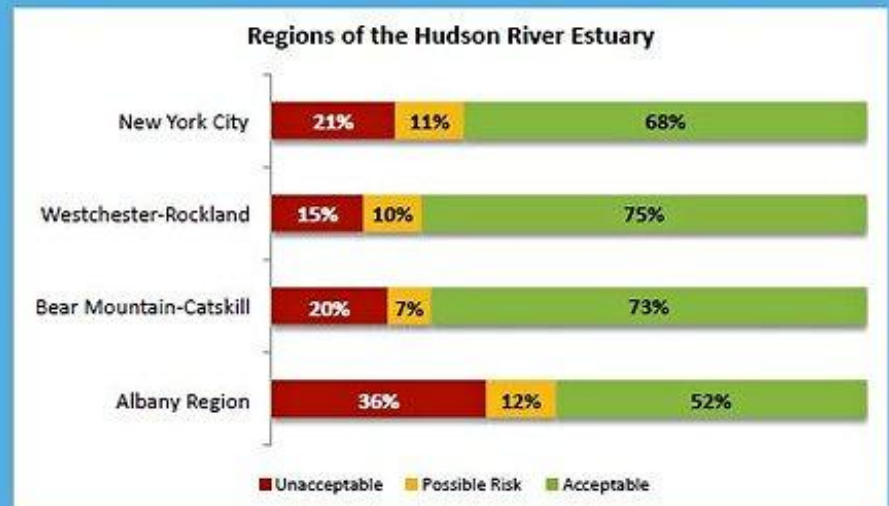 Regions of the Hudson River Estuary
New York City 21% 11% 68%
Westchester-Rockland 15% 10% 75%
Bear Mountain-Catskill 20% 7% 73%
Albany Region 36% 12% 52%
Unacceptable Possible Risk Acceptable